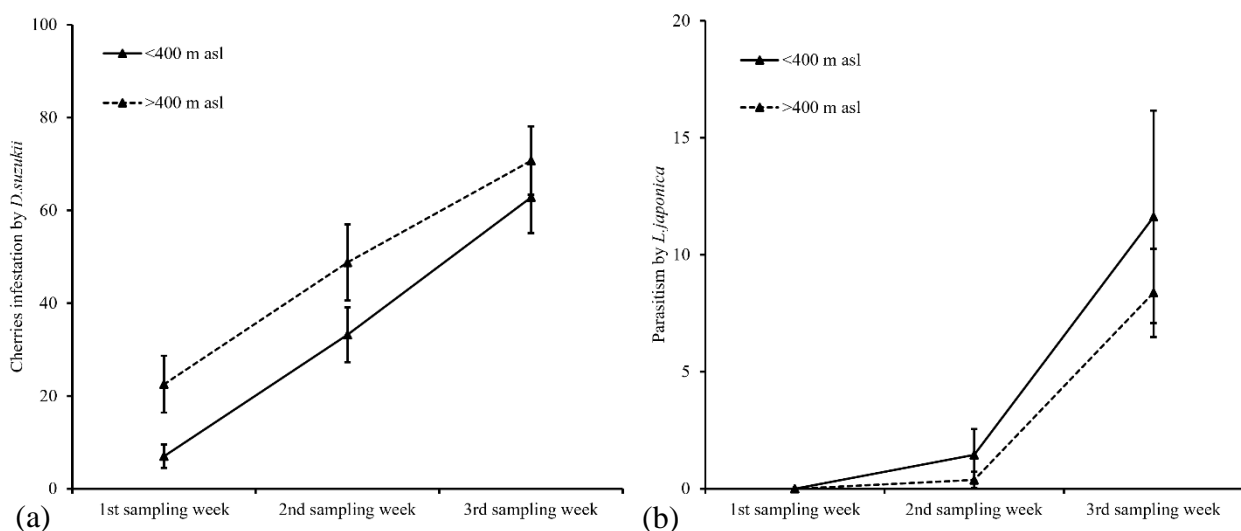 100
80
60
40
20
0
Cherries infestation by D.suzukii
<400 m asl
>400 m asl
1st sampling week 2nd sampling week 3rd sampling week
(a)
20
15
10
5
0
Parasitism by L.japonica
<400 m asl
>400 m asl
1st sampling week 2nd sampling week 3rd sampling week
(b)